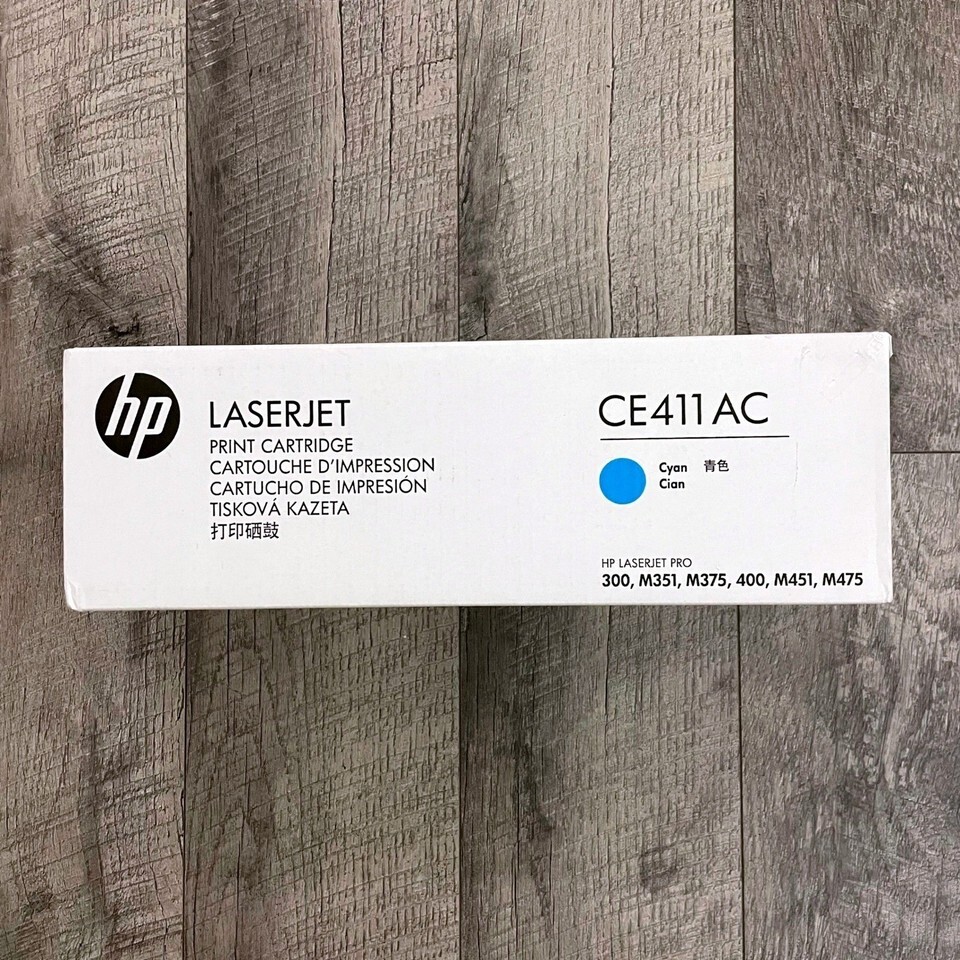 hp
LASERJET
PRINT CARTRIDGE
CARTOUCHE D'IMPRESSION
CARTUCHO DE IMPRESIÓN
TISKOVÁ KAZETA
打印硒鼓
CE411AC
Cyan 青色
Cian
HP LASERJET PRO
300, M351, M375, 400, M451, M475